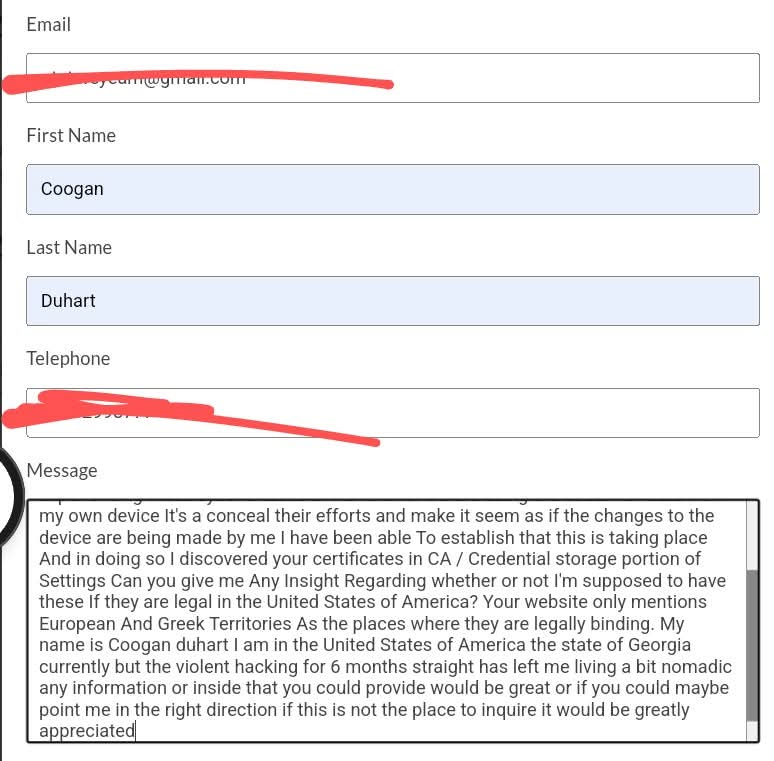 Email
@gmail.com
First Name
Coogan
Last Name
Duhart
Telephone
Message
my own device It's a conceal their efforts and make it seem as if the changes to the
device are being made by me I have been able To establish that this is taking place
And in doing so I discovered your certificates in CA / Credential storage portion of
Settings Can you give me Any Insight Regarding whether or not I'm supposed to have
these If they are legal in the United States of America? Your website only mentions
European And Greek Territories As the places where they are legally binding. My
name is Coogan duhart I am in the United States of America the state of Georgia
currently but the violent hacking for 6 months straight has left me living a bit nomadic
any information or inside that you could provide would be great or if you could maybe
point me in the right direction if this is not the place to inquire it would be greatly
appreciated